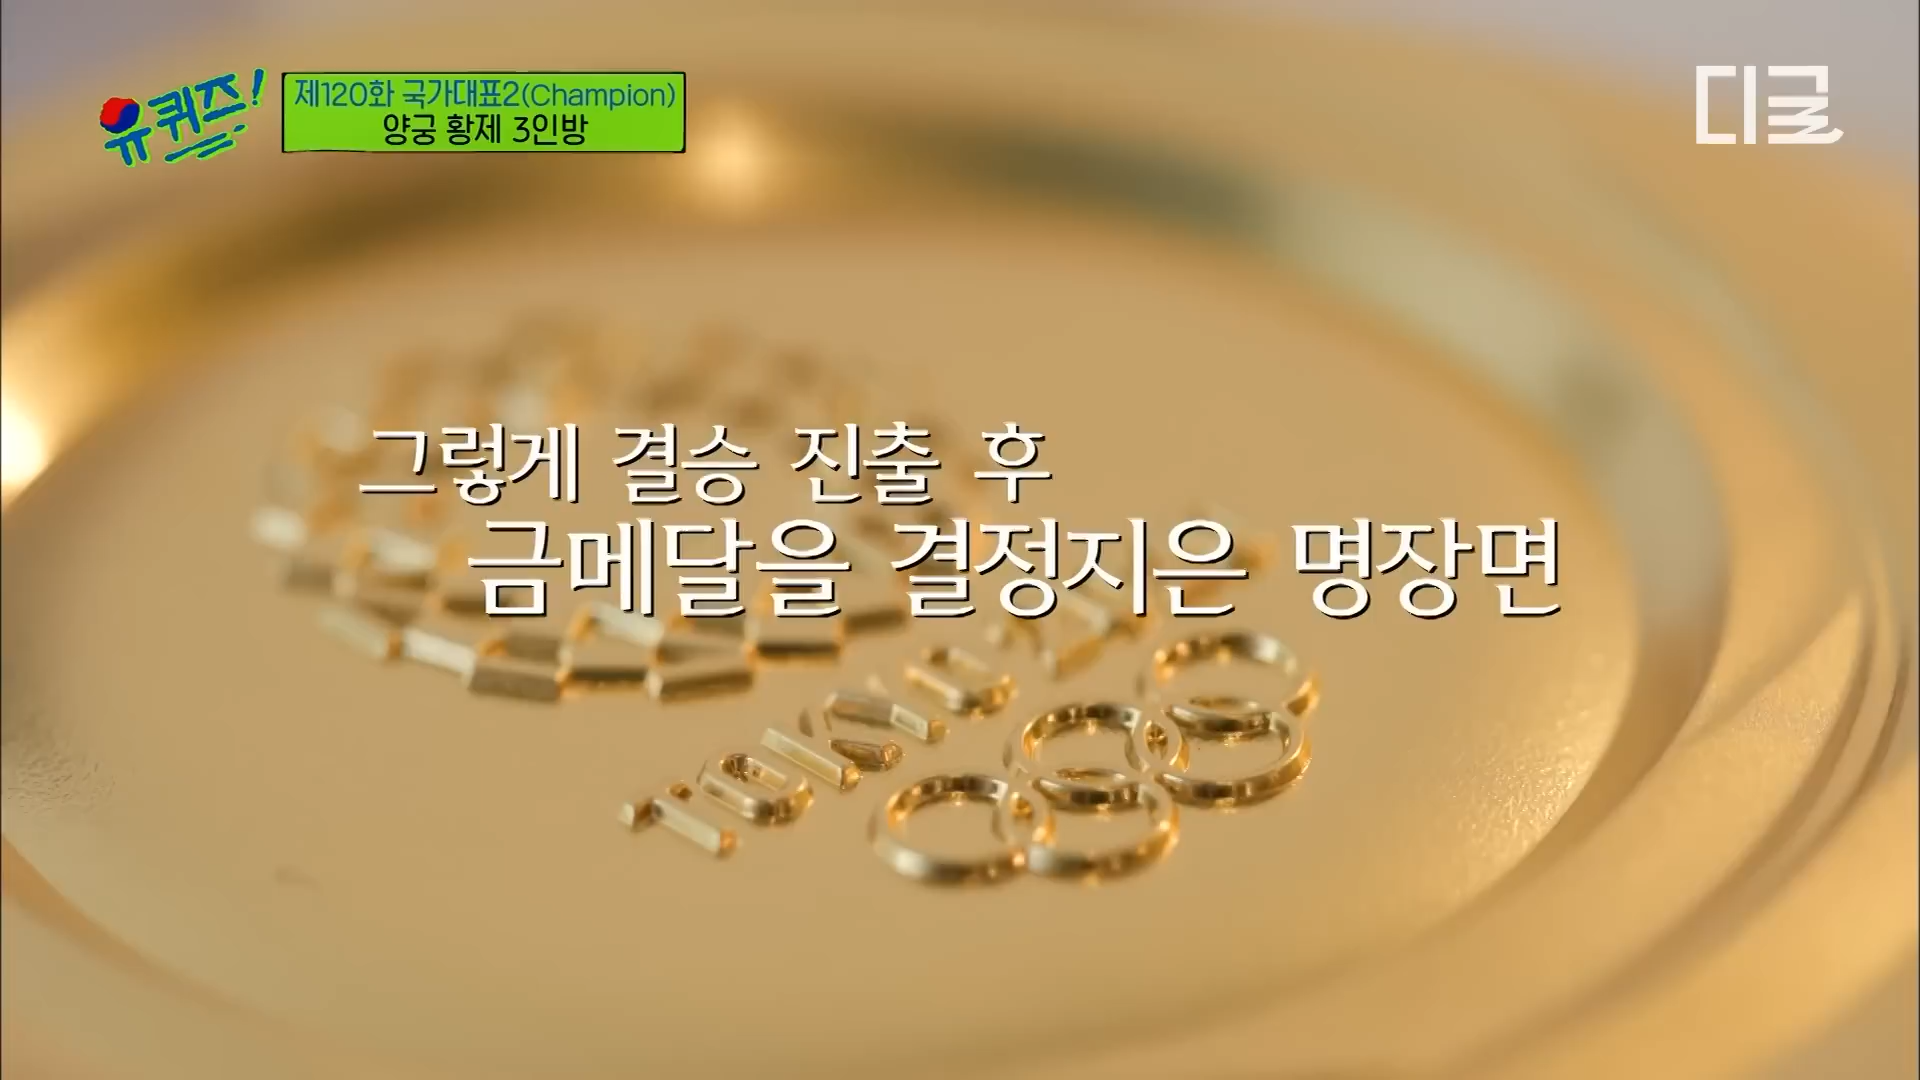 유퀴즈!
제120화 국가대표2(Champion)
양궁 황제 3인방
디글
그렇게 결승 진출 후
금메달을 결정지은 명장면
TOKYO 2020